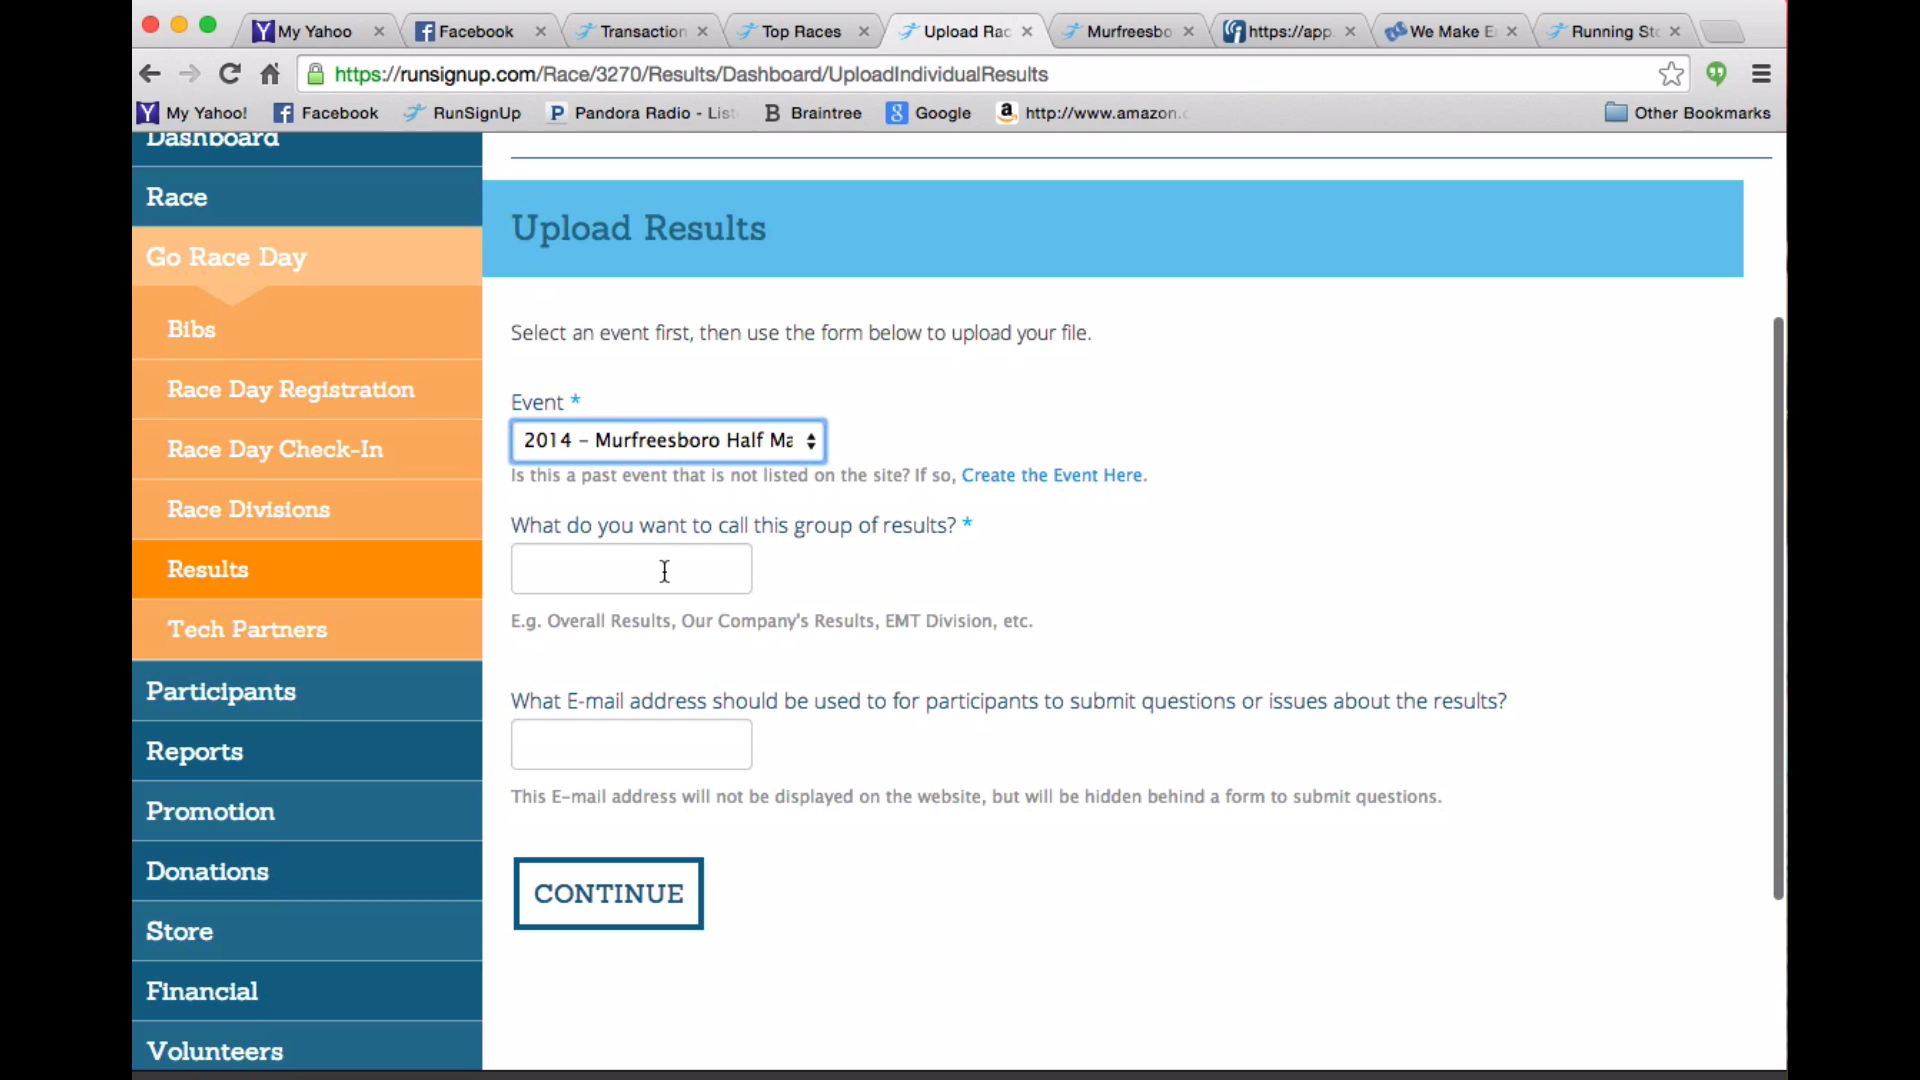 My Yahoo
Facebook
Transaction
Top Races
Upload Rac
Murfreesbo
https://app.
We Make E
Running Sto
https://runsignup.com/Race/3270/Results/Dashboard/UploadIndividualResults
My Yahoo!
Facebook
RunSignUp
Pandora Radio - List
Braintree
Google
http://www.amazon.c
Other Bookmarks
Dashboard
Race
Go Race Day
Bibs
Race Day Registration
Race Day Check-In
Race Divisions
Results
Tech Partners
Participants
Reports
Promotion
Donations
Store
Financial
Volunteers
Upload Results
Select an event first, then use the form below to upload your file.
Event *
2014 – Murfreesboro Half Ma
Is this a past event that is not listed on the site? If so, Create the Event Here.
What do you want to call this group of results? *
E.g. Overall Results, Our Company's Results, EMT Division, etc.
What E-mail address should be used to for participants to submit questions or issues about the results?
This E-mail address will not be displayed on the website, but will be hidden behind a form to submit questions.
CONTINUE